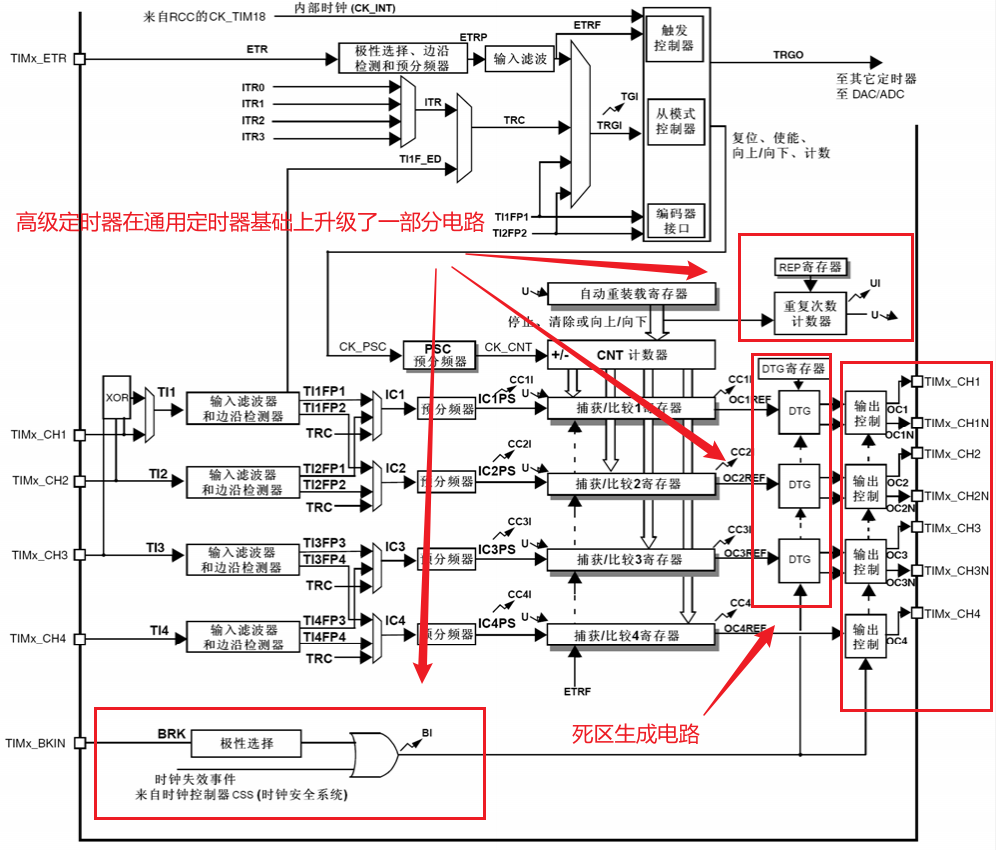 来自RCC的CK_TIM18
内部时钟 (CK_INT)
TIMx_ETR
ETR
极性选择、边沿
检测和预分频器
ETRP
输入滤波
ETRF
触发
控制器
TRGO
至其它定时器
至 DAC/ADC
ITR0
ITR1
ITR2
ITR3
ITR
TI1F_ED
TRC
TGI
TRGI
从模式
控制器
复位、使能、
向上/向下、计数
TI1FP1
TI2FP2
编码器
接口
高级定时器在通用定时器基础上升级了一部分电路
REP寄存器
UI
重复次数
计数器
U
U
自动重装载寄存器
停止、清除或向上/向下
CK_PSC
PSC
预分频器
CK_CNT
+/-
CNT 计数器
DTG寄存器
XOR
TI1
输入滤波器
和边沿检测器
TI1FP1
TI1FP2
TRC
IC1
预分频器
CC1I
IC1PS
U
捕获/比较1寄存器
CC1I
OC1REF
DTG
输出
控制
OC1
OC1N
TIMx_CH1
TIMx_CH1N
TIMx_CH1
TIMx_CH2
TI2
输入滤波器
和边沿检测器
TI2FP1
TI2FP2
TRC
IC2
预分频器
CC2I
IC2PS
U
捕获/比较2寄存器
CC2
OC2REF
DTG
输出
控制
OC2
OC2N
TIMx_CH2
TIMx_CH2N
TIMx_CH3
TI3
输入滤波器
和边沿检测器
TI3FP3
TI3FP4
TRC
IC3
预分频器
CC3I
IC3PS
U
捕获/比较3寄存器
CC3I
OC3REF
DTG
输出
控制
OC3
OC3N
TIMx_CH3
TIMx_CH3N
TIMx_CH4
TI4
输入滤波器
和边沿检测器
TI4FP3
TI4FP4
TRC
IC4
预分频器
CC4I
IC4PS
U
捕获/比较4寄存器
CC4
OC4REF
输出
控制
OC4
TIMx_CH4
ETRF
死区生成电路
TIMx_BKIN
BRK
极性选择
BI
时钟失效事件
来自时钟控制器 CSS (时钟安全系统)